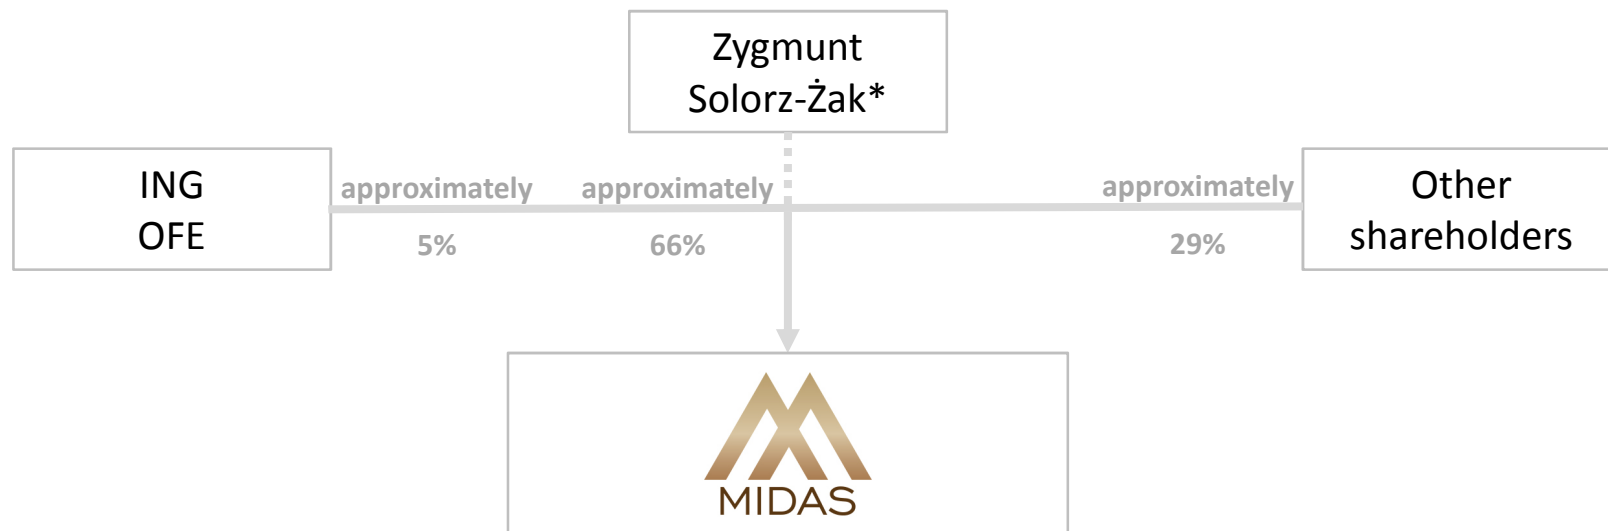 Zygmunt
Solorz-Żak*
ING
OFE
approximately
5%
approximately
66%
approximately
29%
Other
shareholders
MIDAS